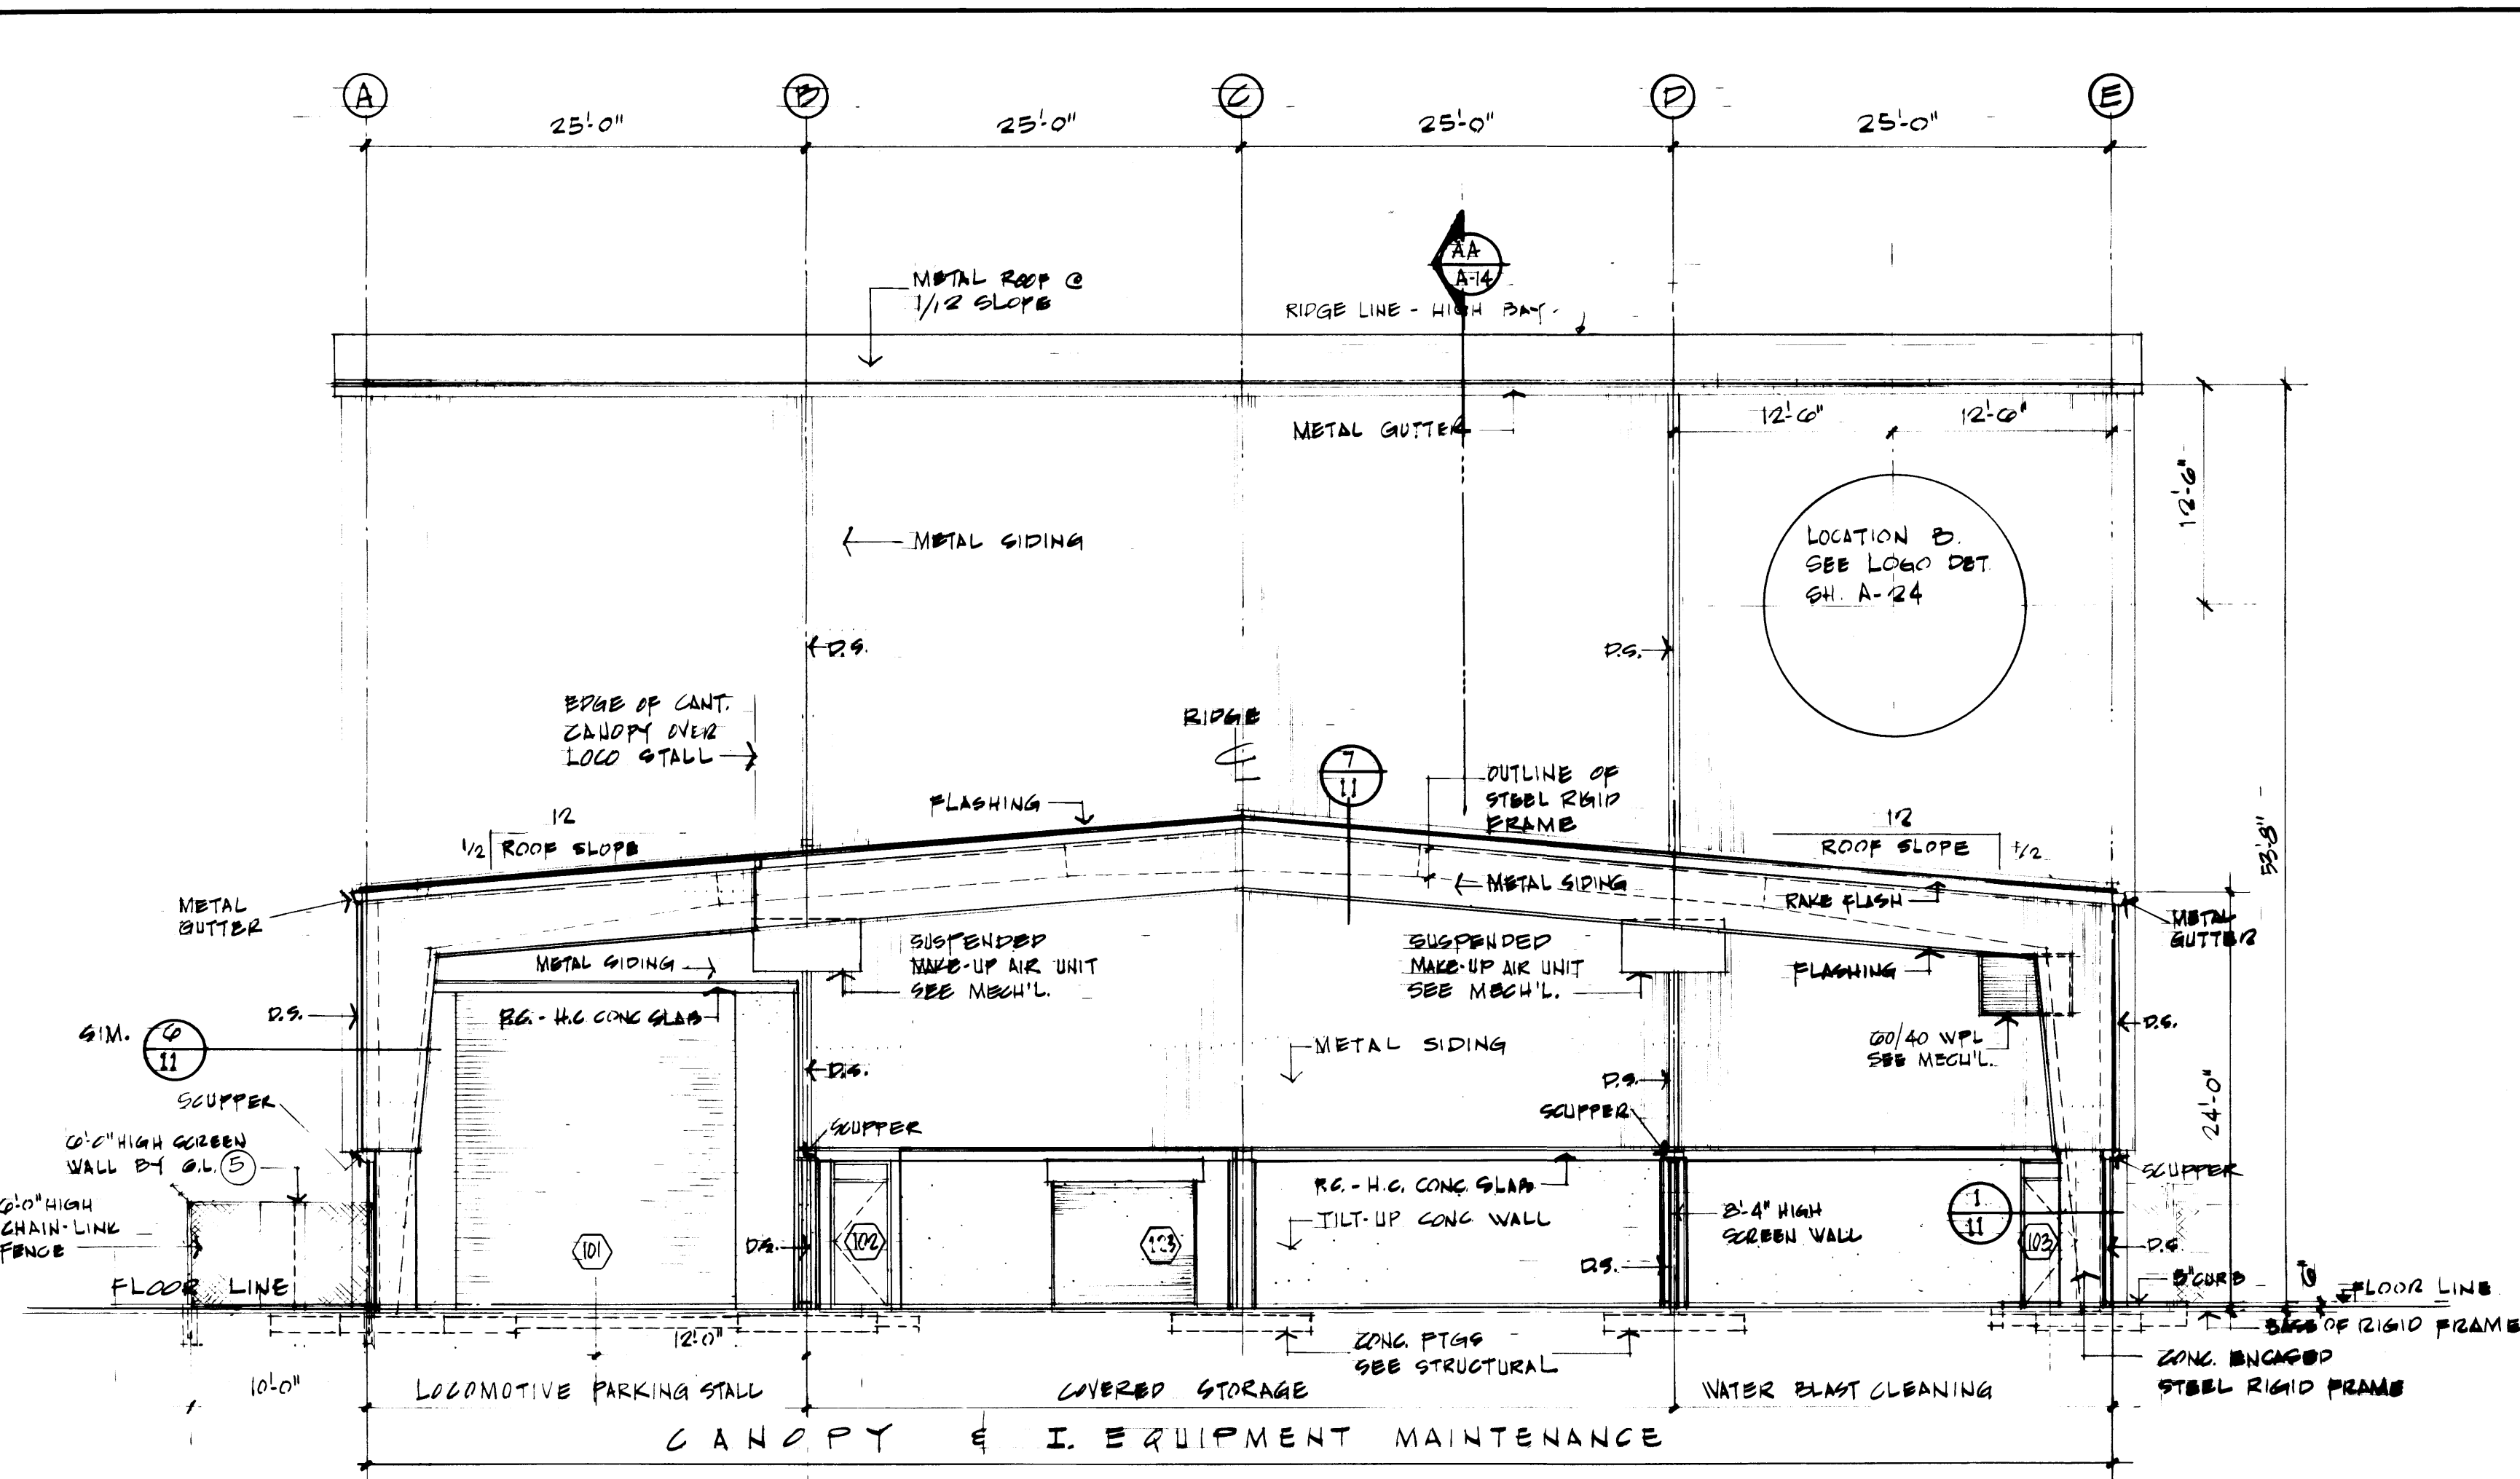 A B C D E
25'-0" 25'-0" 25'-0" 25'-0"
AA
A-14
METAL ROOF @
1/12 SLOPE
RIDGE LINE - HIGH BAY
METAL GUTTER
12'-6" 12'-6"
12'-6"
LOCATION B.
SEE LOGO DET.
SH. A-24
METAL SIDING
D.S.
D.S.
EDGE OF CANT.
CANOPY OVER
LOCO STALL
RIDGE
7
11
FLASHING
OUTLINE OF
STEEL RIGID
FRAME
12
1/2 ROOF SLOPE
12
ROOF SLOPE 1/2
53'-8"
METAL SIDING
RAKE FLASH
METAL
GUTTER
METAL
GUTTER
SUSPENDED
MAKE-UP AIR UNIT
SEE MECH'L.
SUSPENDED
MAKE-UP AIR UNIT
SEE MECH'L.
METAL SIDING
FLASHING
P.C. - H.C. CONC SLAB
D.S.
D.S.
SIM. 6
11
METAL SIDING
60/40 WPL
SEE MECH'L.
D.S.
D.S.
24'-0"
SCUPPER
SCUPPER
SCUPPER
6'-0" HIGH SCREEN
WALL BY G.L. 5
SCUPPER
P.C. - H.C. CONC. SLAB
TILT-UP CONC. WALL
8'-4" HIGH
SCREEN WALL
1
11
6'-0" HIGH
CHAIN-LINK
FENCE
101
D.S.
102
123
D.S.
103
D.S.
FLOOR LINE
CURB
FLOOR LINE
BASE OF RIGID FRAME
12'-0"
CONC. FTGS
SEE STRUCTURAL
CONC. ENCASED
STEEL RIGID FRAME
10'-0"
LOCOMOTIVE PARKING STALL
COVERED STORAGE
WATER BLAST CLEANING
CANOPY & I. EQUIPMENT MAINTENANCE